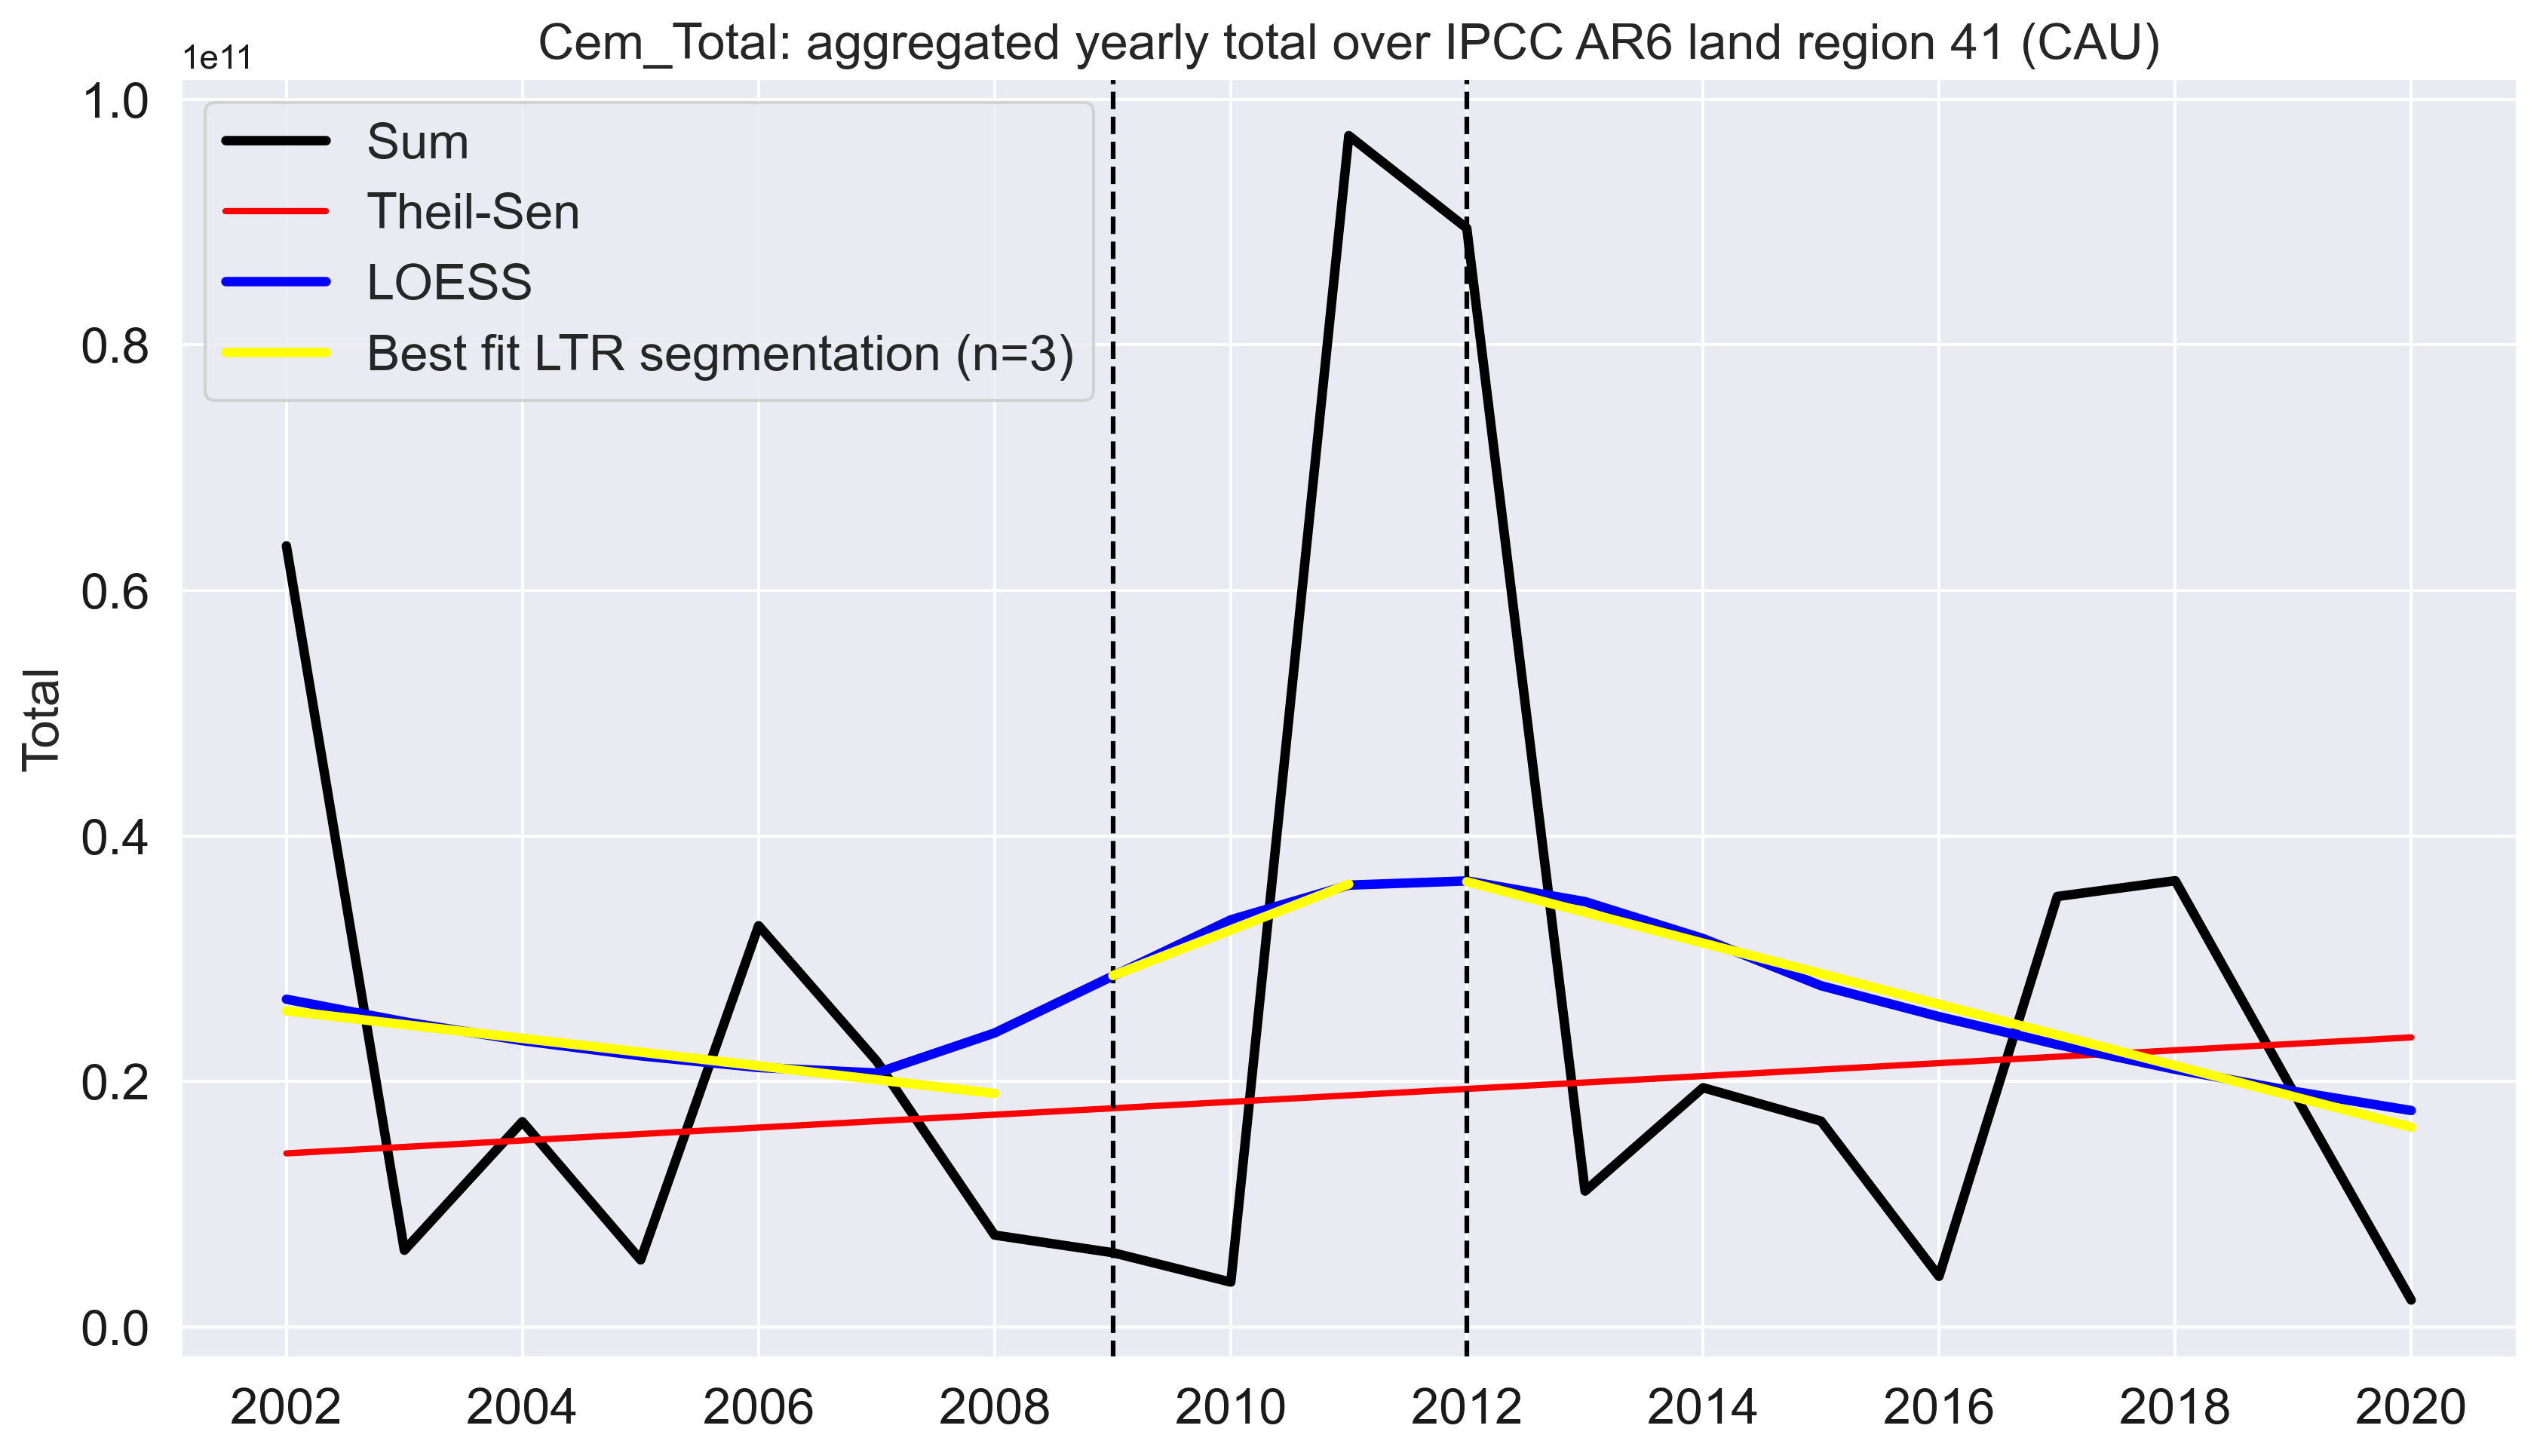 Cem_Total: aggregated yearly total over IPCC AR6 land region 41 (CAU)
1e11
1.0
0.8
0.6
0.4
0.2
0.0
Total
Sum
Theil-Sen
LOESS
Best fit LTR segmentation (n=3)
2002 2004 2006 2008 2010 2012 2014 2016 2018 2020